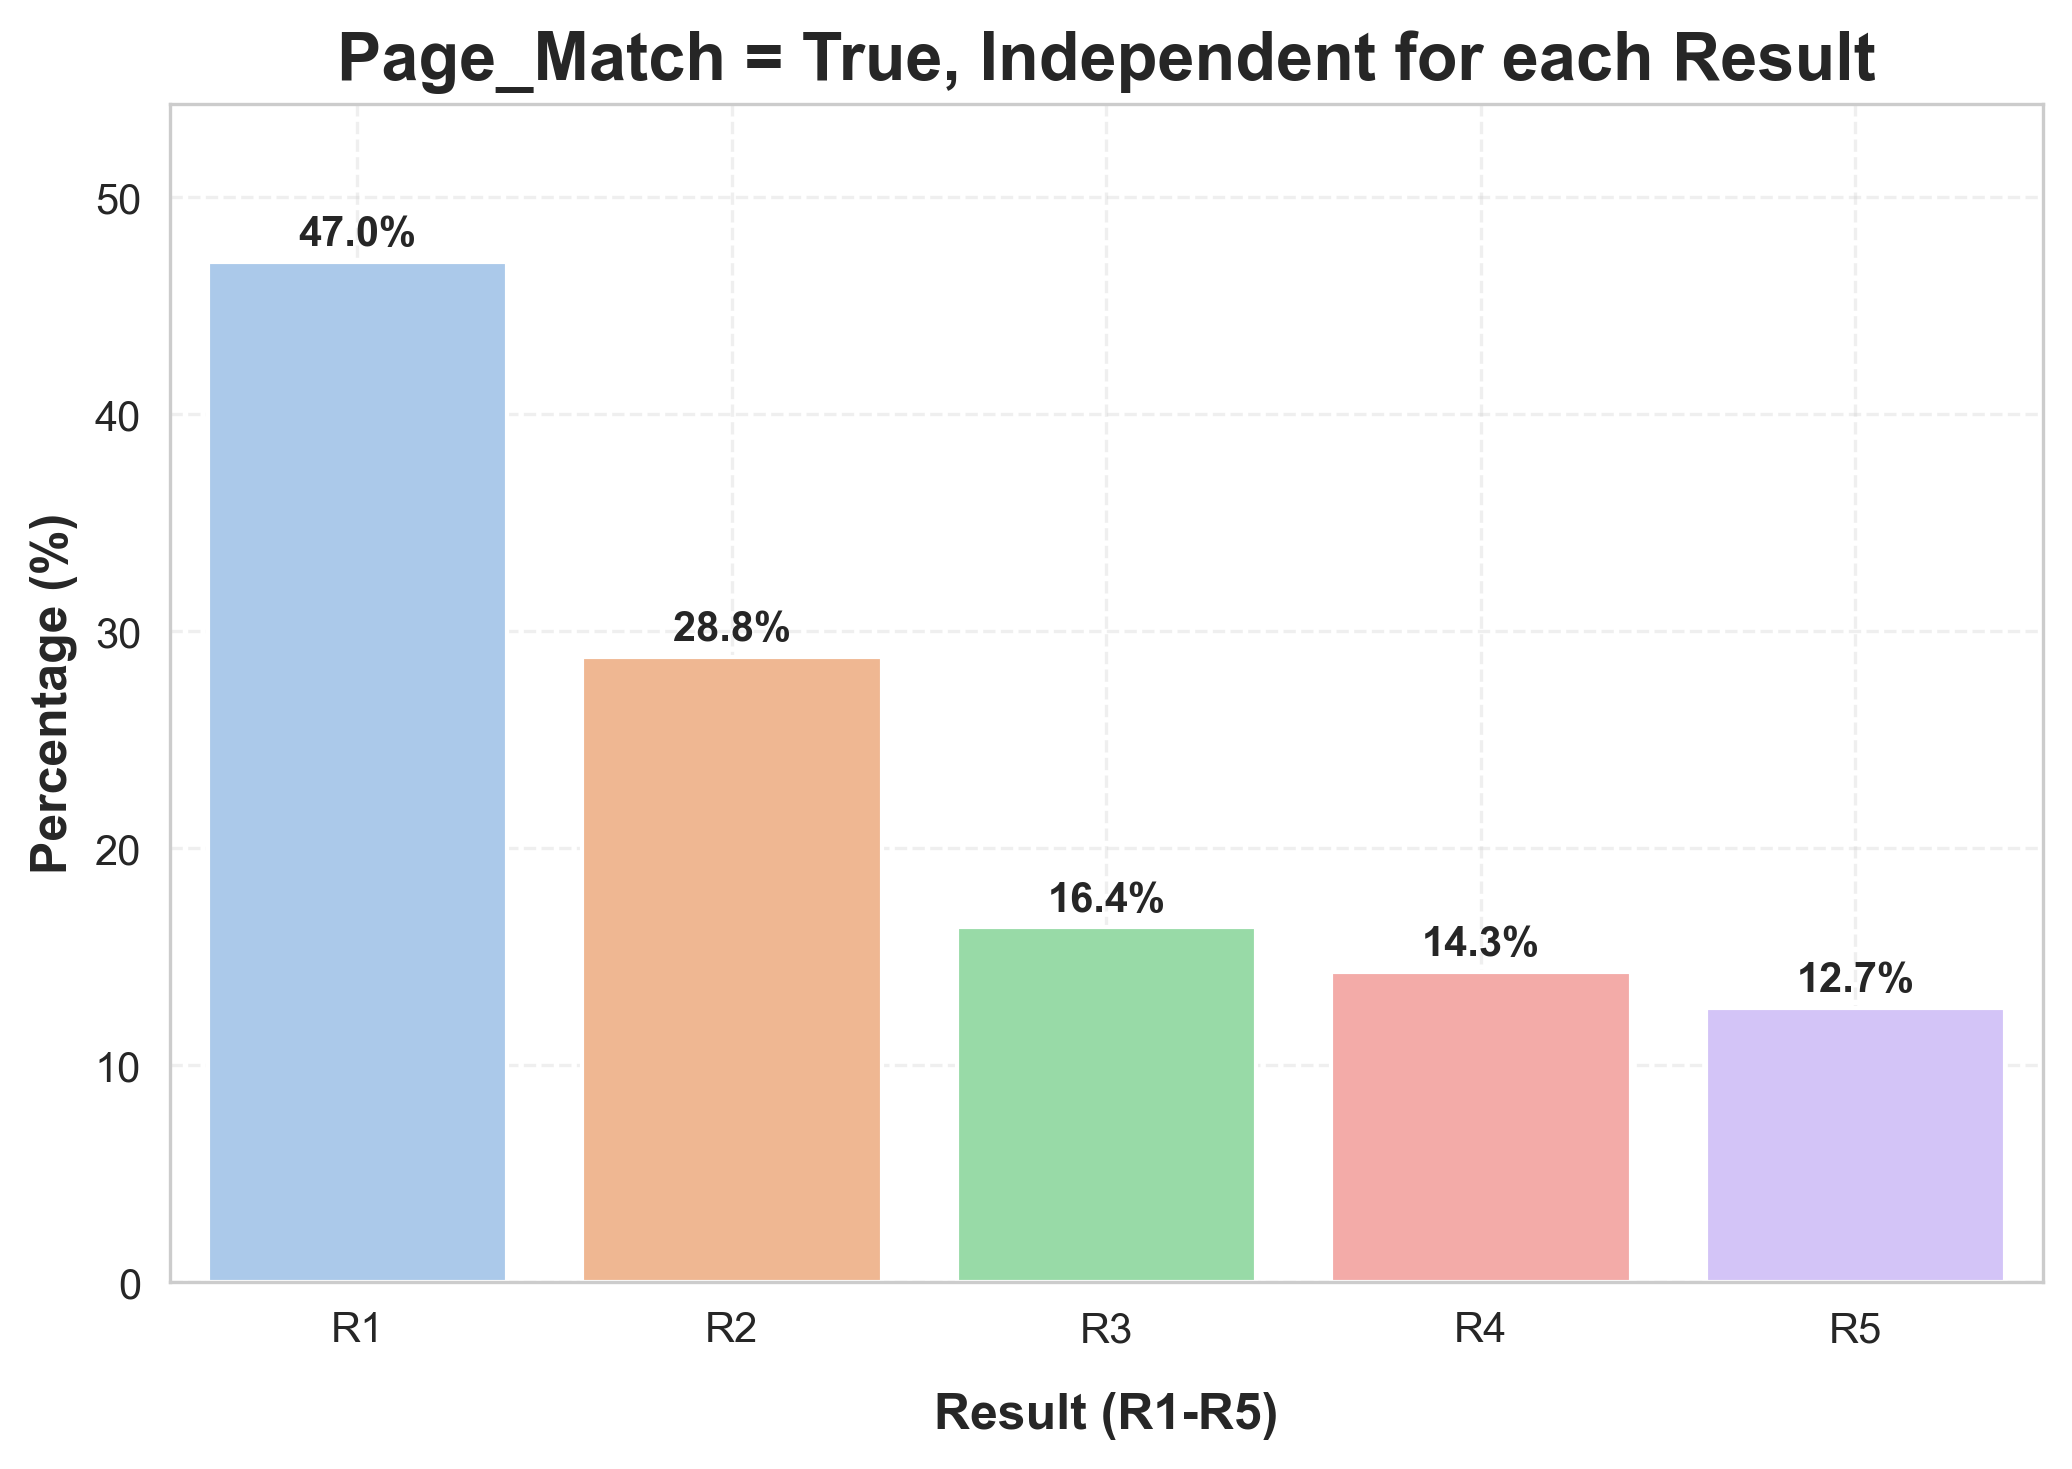 Page_Match = True, Independent for each Result
Percentage (%)
50
40
30
20
10
0
47.0%
28.8%
16.4%
14.3%
12.7%
R1
R2
R3
R4
R5
Result (R1-R5)